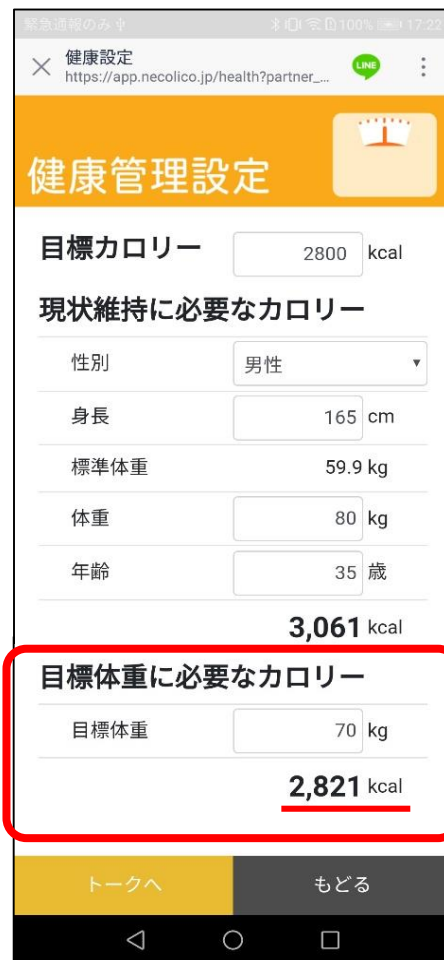 緊急通報のみ 100% 17:22
健康設定
https://app.necolico.jp/health?partner_...
LINE
健康管理設定
目標カロリー 2800 kcal
現状維持に必要なカロリー
性別 男性
身長 165 cm
標準体重 59.9 kg
体重 80 kg
年齢 35 歳
3,061 kcal
目標体重に必要なカロリー
目標体重 70 kg
2,821 kcal
トークへ もどる